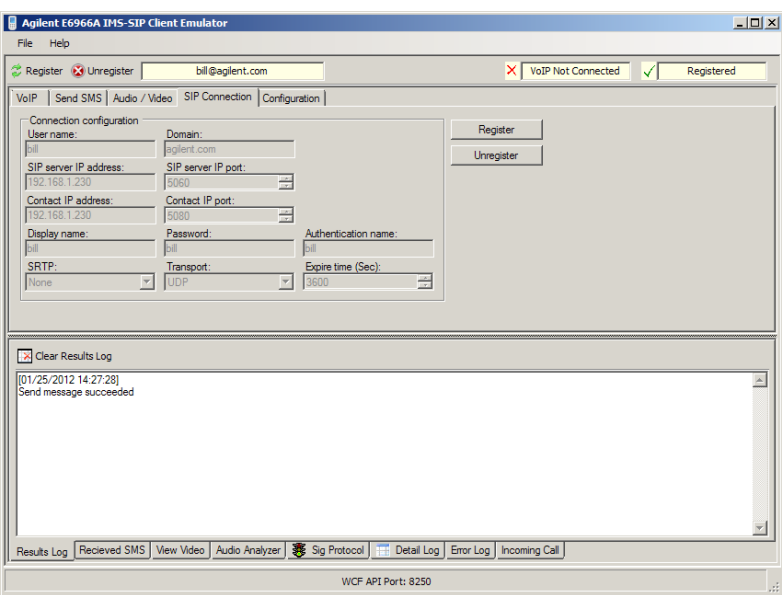 Agilent E6966A IMS-SIP Client Emulator
File Help
Register Unregister bill@agilent.com VoIP Not Connected Registered
VoIP Send SMS Audio / Video SIP Connection Configuration
Connection configuration
User name: Domain:
bill agilent.com
Register
Unregister
SIP server IP address: SIP server IP port:
192.168.1.230 5060
Contact IP address: Contact IP port:
192.168.1.230 5080
Display name: Password: Authentication name:
bill bill bill
SRTP: Transport: Expire time (Sec):
None UDP 3600
Clear Results Log
[01/25/2012 14:27:28]
Send message succeeded
Results Log Recieved SMS View Video Audio Analyzer Sig Protocol Detail Log Error Log Incoming Call
WCF API Port: 8250